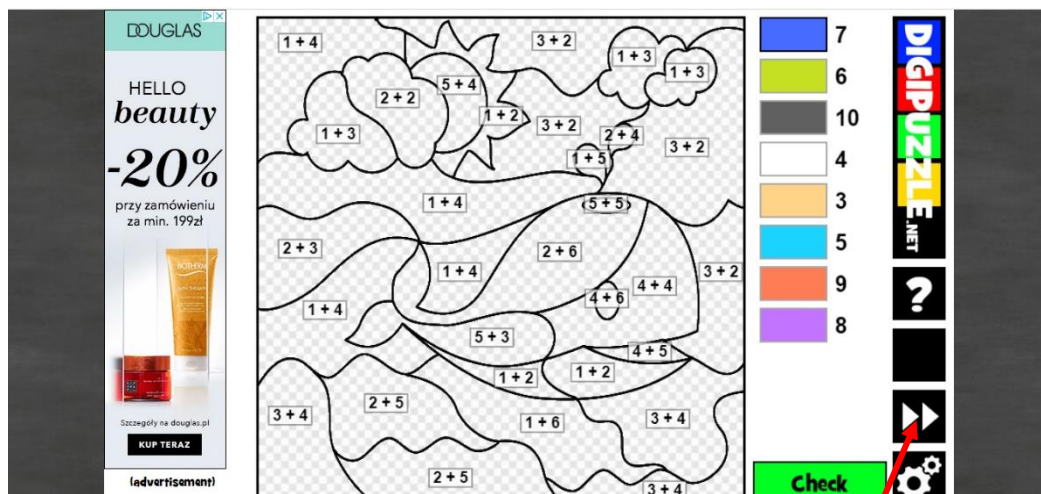 DOUGLAS
HELLO
beauty
-20%
przy zamówieniu
za min. 199zł
BIOTHERM
Szczegóły na douglas.pl
KUP TERAZ
(advertisement)
1 + 4
3 + 2
1 + 3
1 + 3
5 + 4
2 + 2
1 + 2
3 + 2
2 + 4
1 + 3
3 + 2
1 + 5
1 + 4
5 + 5
2 + 3
2 + 6
1 + 4
3 + 2
4 + 4
4 + 6
1 + 4
5 + 3
4 + 5
1 + 2
1 + 2
2 + 5
3 + 4
1 + 6
3 + 4
2 + 5
3 + 4
7
6
10
4
3
5
9
8
Check
DIGIPUZZLE.NET
?